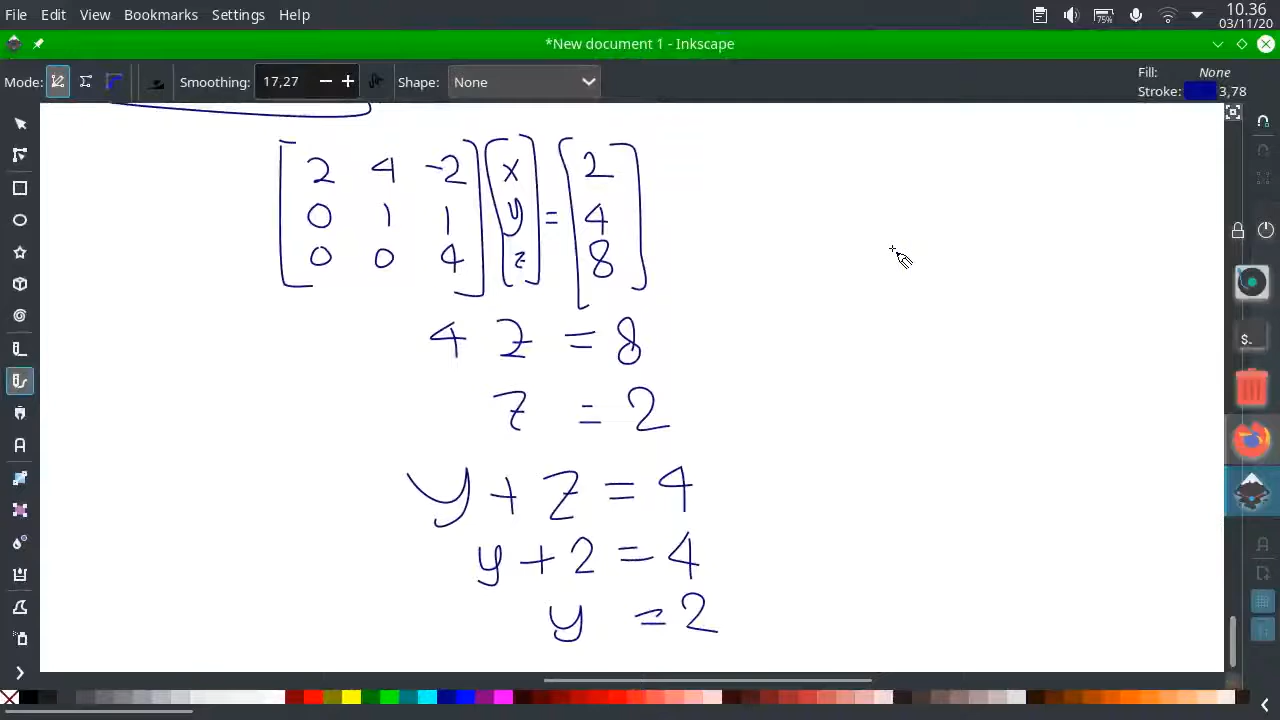 File Edit View Bookmarks Settings Help
75%
10.36
03/11/20
*New document 1 - Inkscape
Mode: Smoothing: 17,27 − + Shape: None
Fill: None
Stroke: 3,78
[2 4 -2] [x] = [2]
[0 1 1] [y] = [4]
[0 0 4] [z] = [8]
4 z = 8
z = 2
y + z = 4
y + 2 = 4
y = 2
A
$_